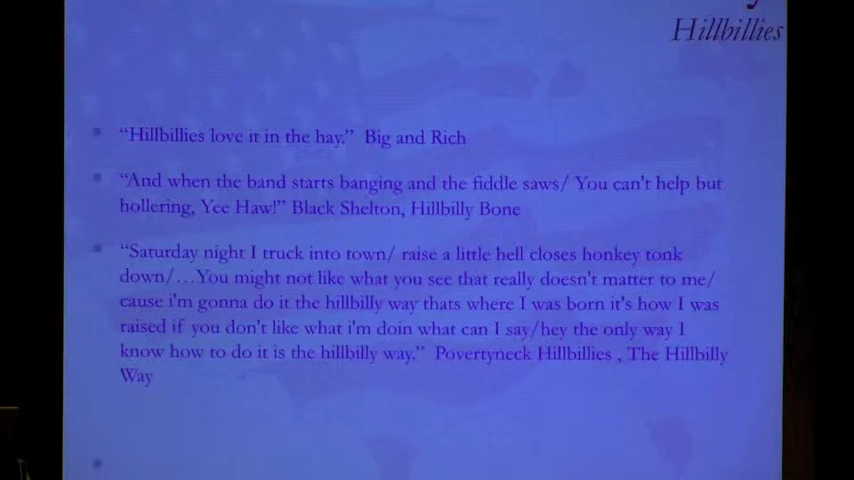 Hillbillies
"Hillbillies love it in the hay." Big and Rich
"And when the band starts banging and the fiddle saws/ You can't help but
hollering, Yee Haw!" Black Shelton, Hillbilly Bone
"Saturday night I truck into town/ raise a little hell closes honkey tonk
down/…You might not like what you see that really doesn't matter to me/
cause i'm gonna do it the hillbilly way thats where I was born it's how I was
raised if you don't like what i'm doin what can I say/hey the only way I
know how to do it is the hillbilly way." Povertyneck Hillbillies , The Hillbilly
Way